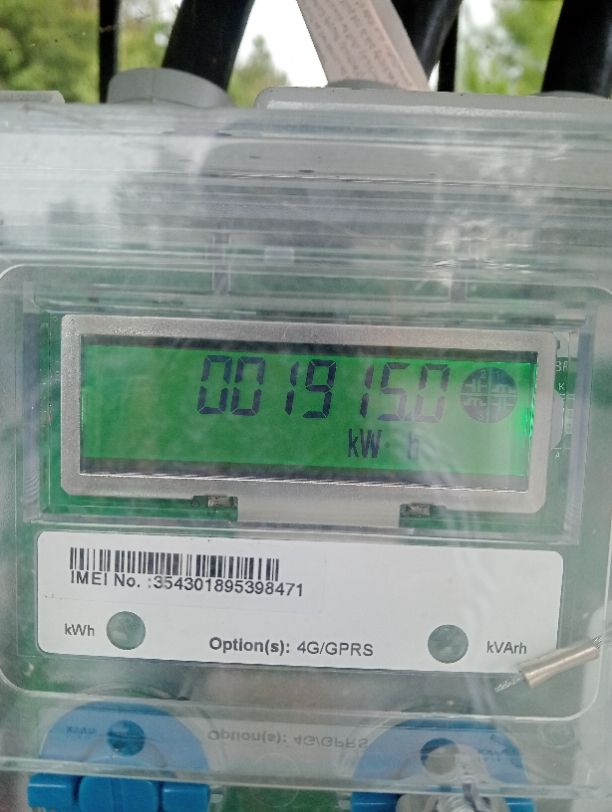 001915.0
kW h
IMEI No. :354301895398471
kWh
Option(s): 4G/GPRS
kVArh